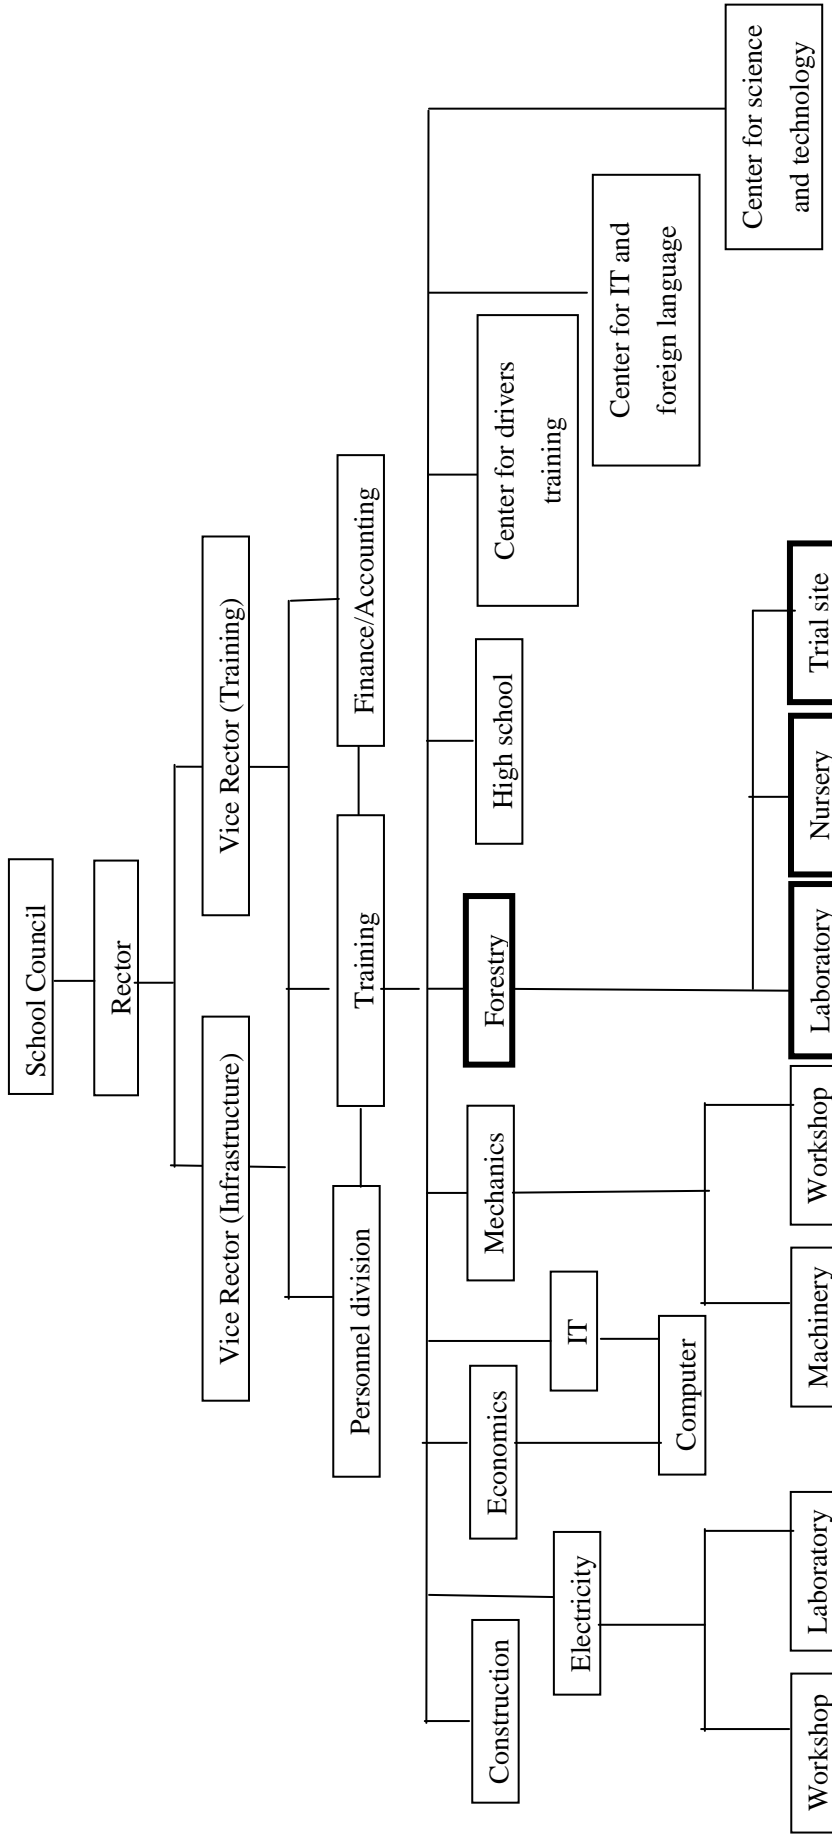 School Council
Rector
Vice Rector (Infrastructure)
Vice Rector (Training)
Personnel division
Training
Finance/Accounting
Construction
Electricity
Economics
IT
Mechanics
Forestry
High school
Center for drivers
training
Center for IT and
foreign language
Center for science
and technology
Computer
Workshop
Laboratory
Machinery
Workshop
Laboratory
Nursery
Trial site